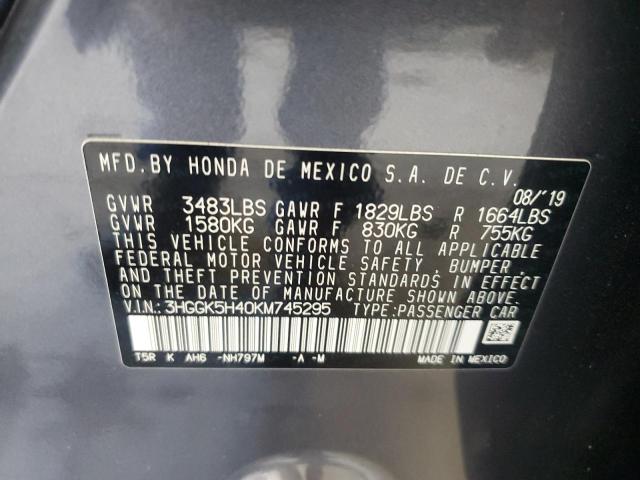 MFD. BY HONDA DE MEXICO S.A. DE C.V.
08/'19
GVWR 3483LBS GAWR F 1829LBS R 1664LBS
GVWR 1580KG GAWR F 830KG R 755KG
THIS VEHICLE CONFORMS TO ALL APPLICABLE
FEDERAL MOTOR VEHICLE SAFETY, BUMPER,
AND THEFT PREVENTION STANDARDS IN EFFECT
ON THE DATE OF MANUFACTURE SHOWN ABOVE.
V.I.N.: 3HGGK5H40KM745295 TYPE:PASSENGER CAR
T5R K AH6 -NH797M -A -M MADE IN MEXICO